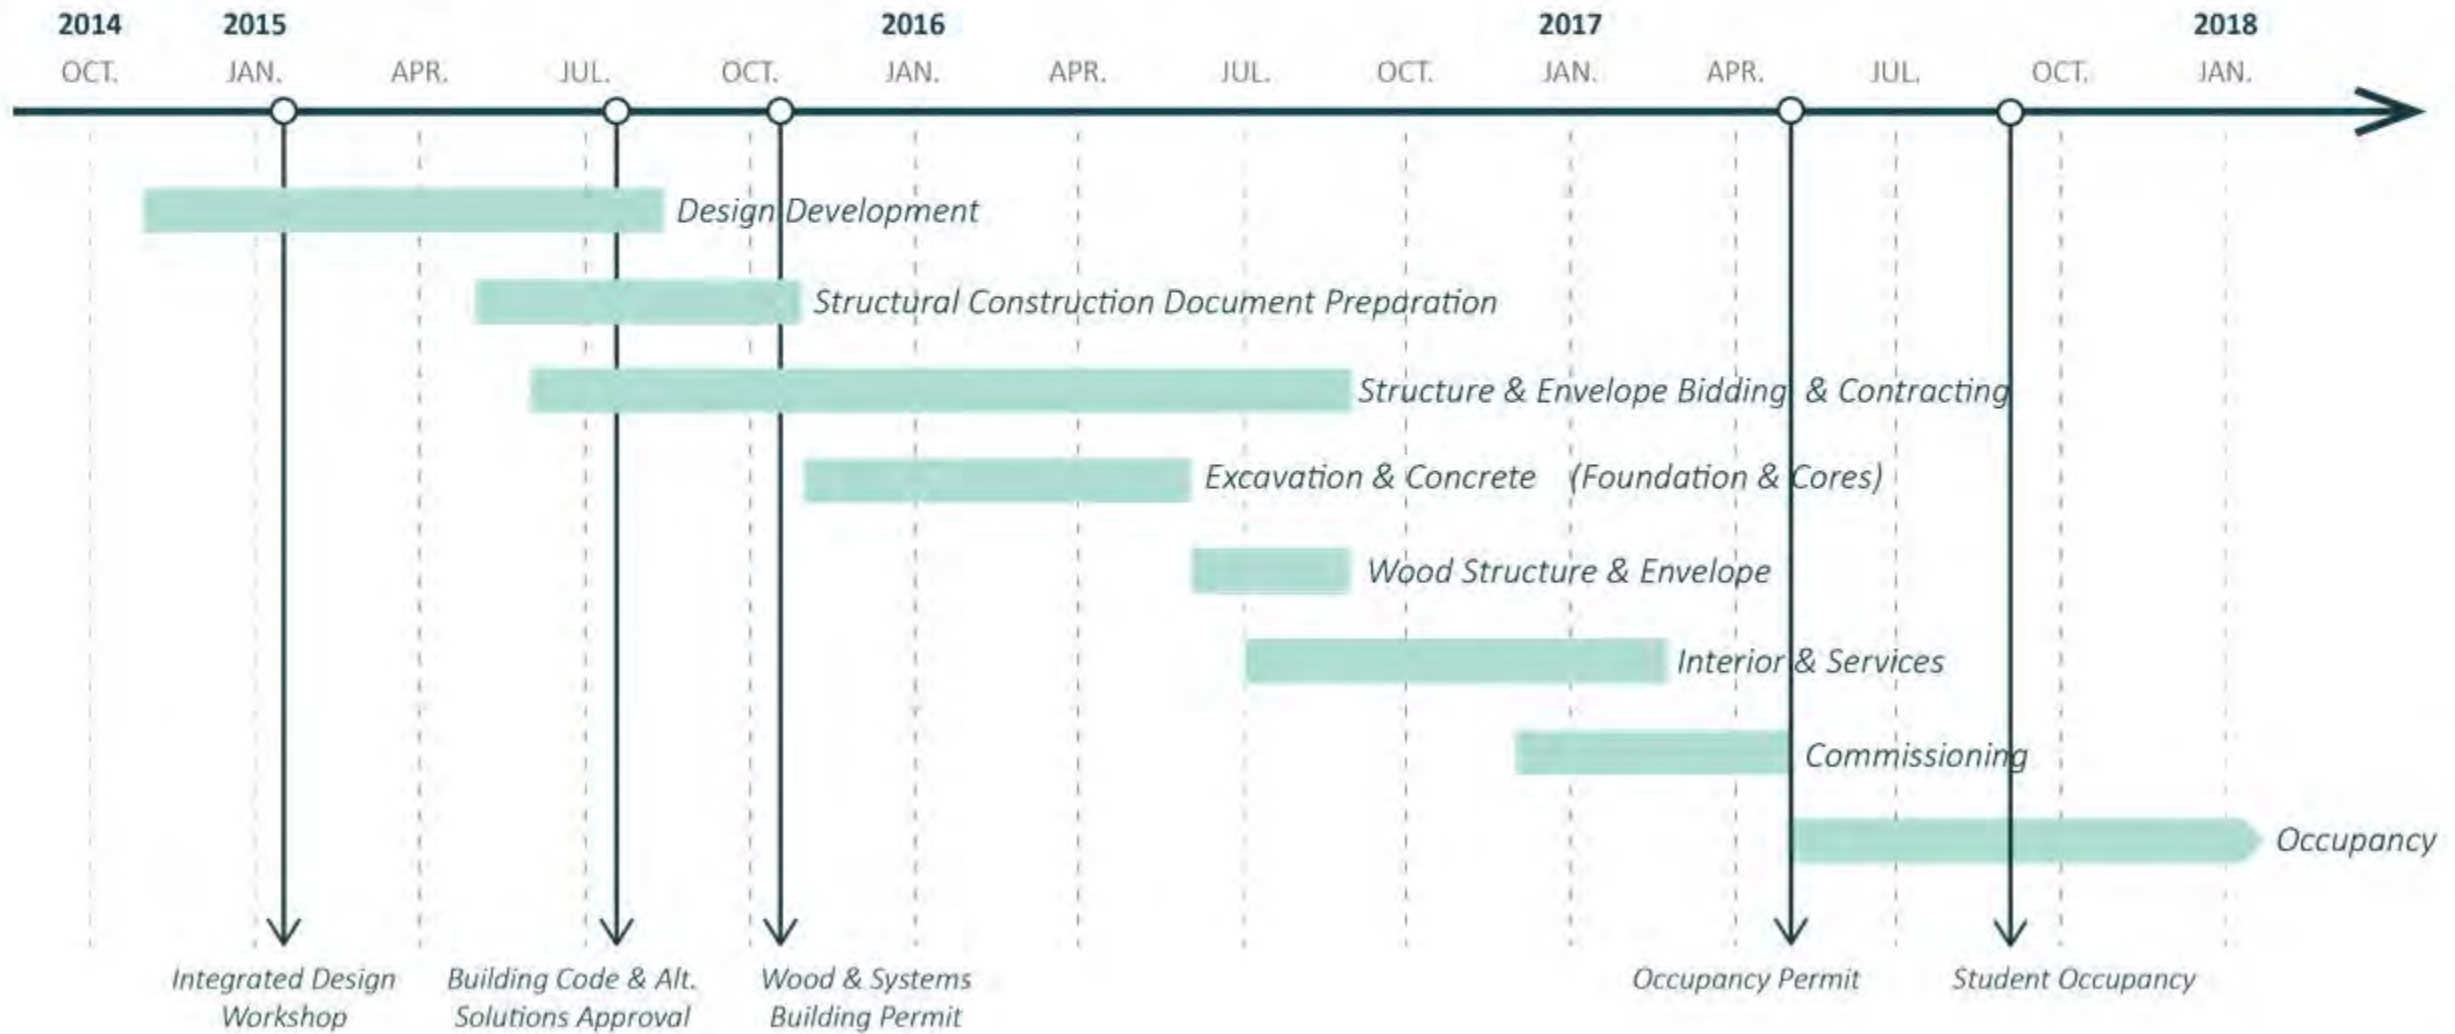 2014 2015 2016 2017 2018
OCT. JAN. APR. JUL. OCT. JAN. APR. JUL. OCT. JAN. APR. JUL. OCT. JAN.
Design Development
Structural Construction Document Preparation
Structure & Envelope Bidding & Contracting
Excavation & Concrete (Foundation & Cores)
Wood Structure & Envelope
Interior & Services
Commissioning
Occupancy
Integrated Design
Workshop
Building Code & Alt.
Solutions Approval
Wood & Systems
Building Permit
Occupancy Permit
Student Occupancy